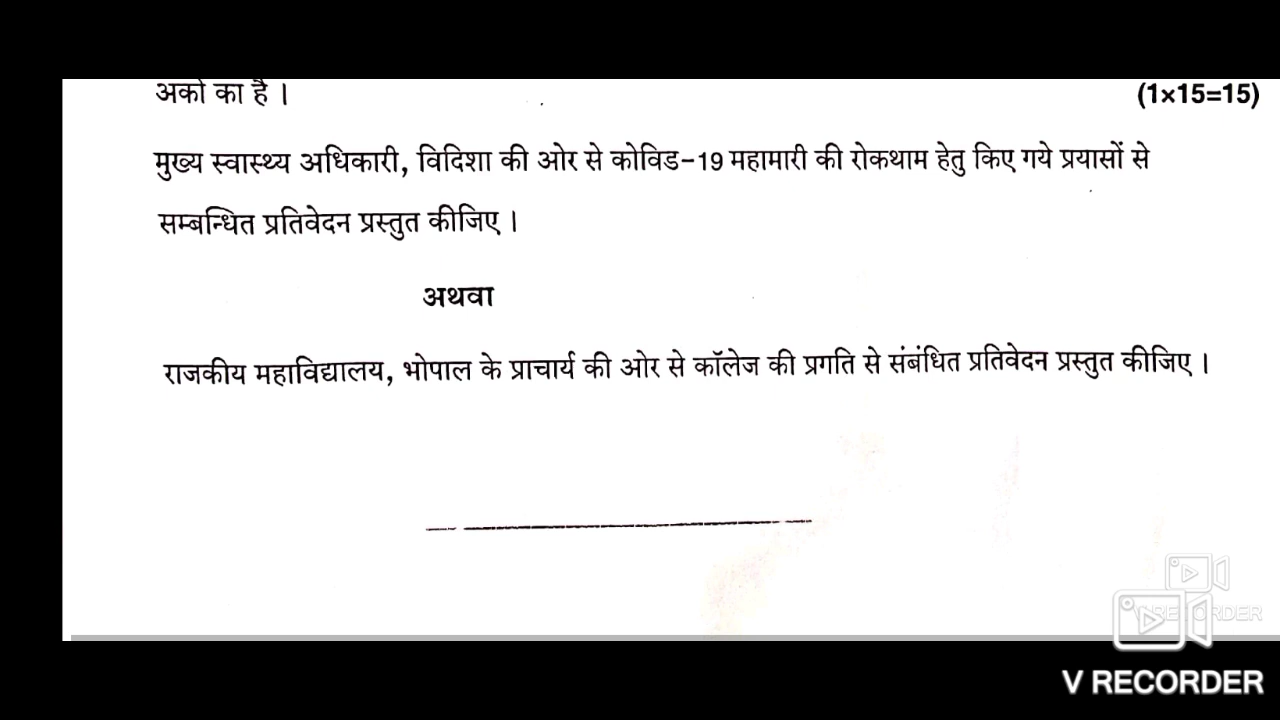 अंकों का है । (1×15=15)
मुख्य स्वास्थ्य अधिकारी, विदिशा की ओर से कोविड-19 महामारी की रोकथाम हेतु किए गये प्रयासों से
सम्बन्धित प्रतिवेदन प्रस्तुत कीजिए ।
अथवा
राजकीय महाविद्यालय, भोपाल के प्राचार्य की ओर से कॉलेज की प्रगति से संबंधित प्रतिवेदन प्रस्तुत कीजिए ।
V RECORDER
V RECORDER